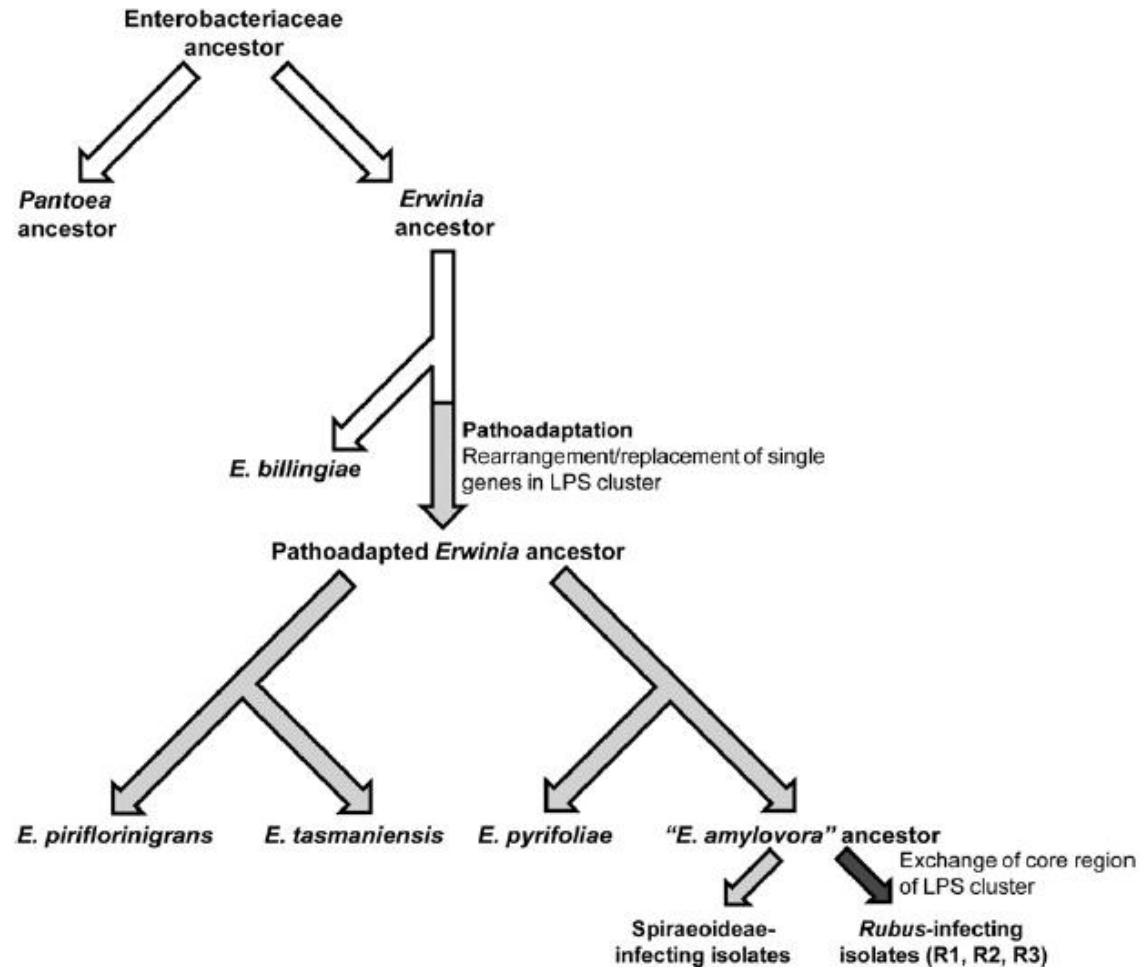 Enterobacteriaceae
ancestor
Pantoea
ancestor
Erwinia
ancestor
Pathoadaptation
Rearrangement/replacement of single
genes in LPS cluster
E. billingiae
Pathoadapted Erwinia ancestor
E. piriflorinigrans
E. tasmaniensis
E. pyrifoliae
“E. amylovora” ancestor
Exchange of core region
of LPS cluster
Spiraeoideae-
infecting isolates
Rubus-infecting
isolates (R1, R2, R3)